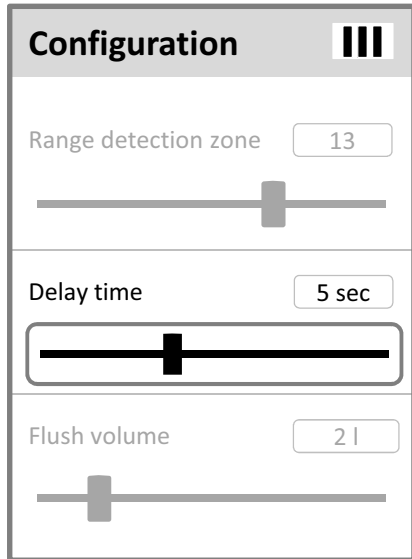 Configuration
Range detection zone 13
Delay time 5 sec
Flush volume 2 l